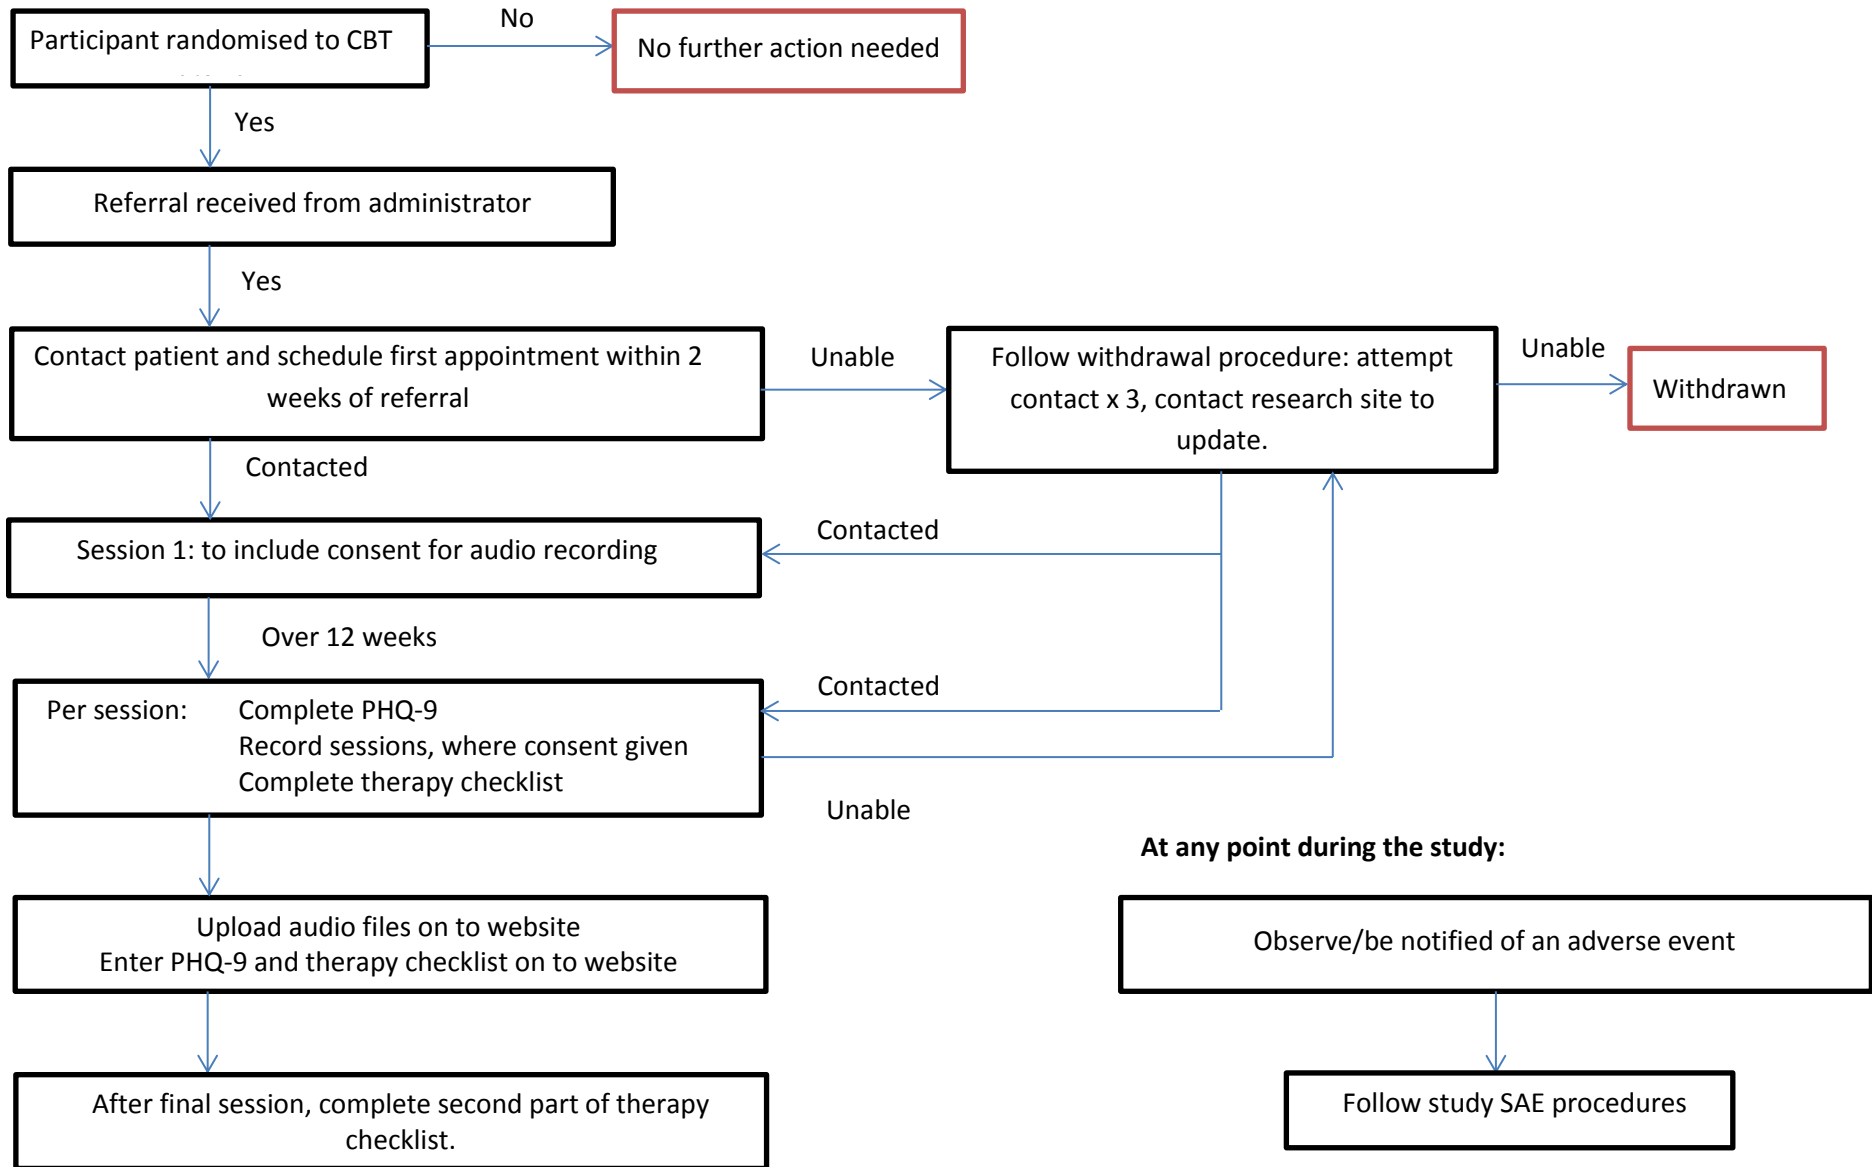 Participant randomised to CBT
No
No further action needed
Yes
Referral received from administrator
Yes
Contact patient and schedule first appointment within 2
weeks of referral
Unable
Follow withdrawal procedure: attempt
contact x 3, contact research site to
update.
Unable
Withdrawn
Contacted
Session 1: to include consent for audio recording
Contacted
Over 12 weeks
Per session: Complete PHQ-9
Record sessions, where consent given
Complete therapy checklist
Contacted
Unable
Upload audio files on to website
Enter PHQ-9 and therapy checklist on to website
After final session, complete second part of therapy
checklist.
At any point during the study:
Observe/be notified of an adverse event
Follow study SAE procedures